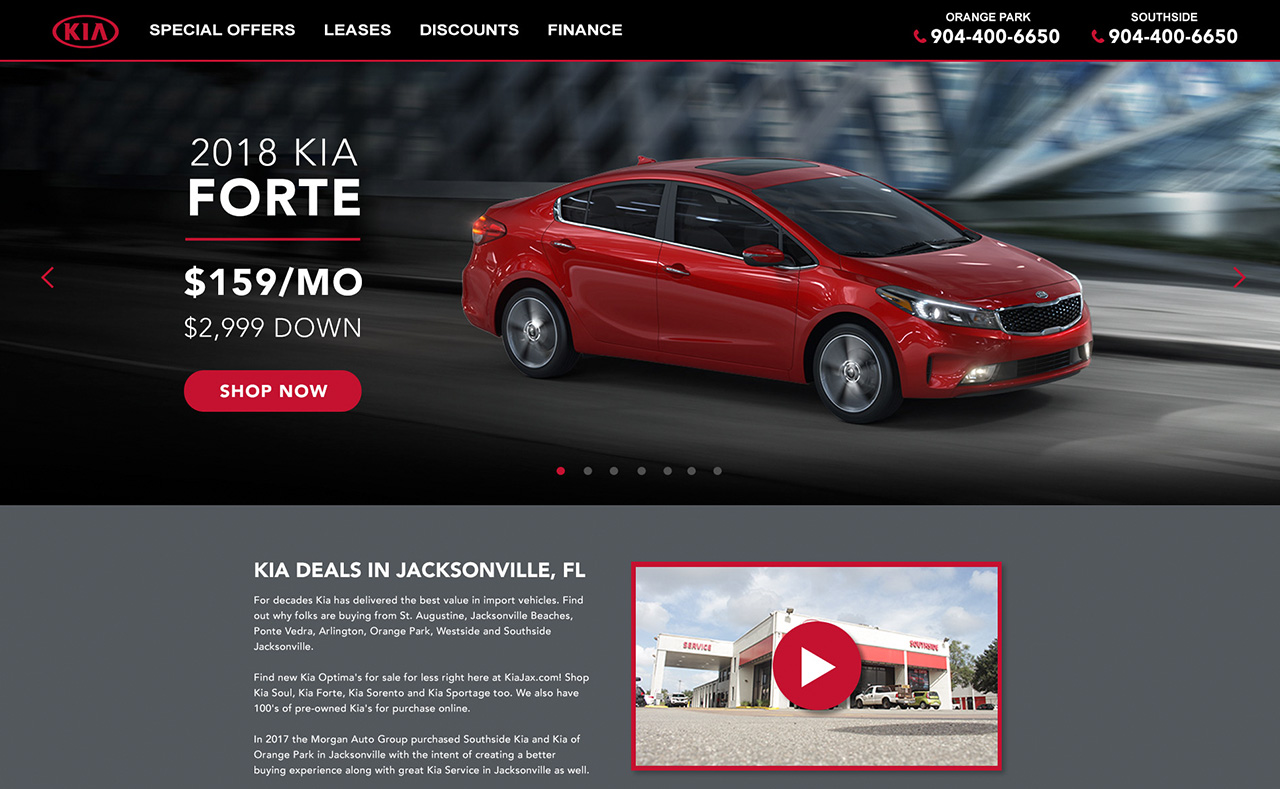 KIA
SPECIAL OFFERS
LEASES
DISCOUNTS
FINANCE
ORANGE PARK
904-400-6650
SOUTHSIDE
904-400-6650
2018 KIA
FORTE
$159/MO
$2,999 DOWN
SHOP NOW
KIA DEALS IN JACKSONVILLE, FL
For decades Kia has delivered the best value in import vehicles. Find
out why folks are buying from St. Augustine, Jacksonville Beaches,
Ponte Vedra, Arlington, Orange Park, Westside and Southside
Jacksonville.
Find new Kia Optima's for sale for less right here at KiaJax.com! Shop
Kia Soul, Kia Forte, Kia Sorento and Kia Sportage too. We also have
100's of pre-owned Kia's for purchase online.
In 2017 the Morgan Auto Group purchased Southside Kia and Kia of
Orange Park in Jacksonville with the intent of creating a better
buying experience along with great Kia Service in Jacksonville as well.
SERVICE
SOUTHSIDE